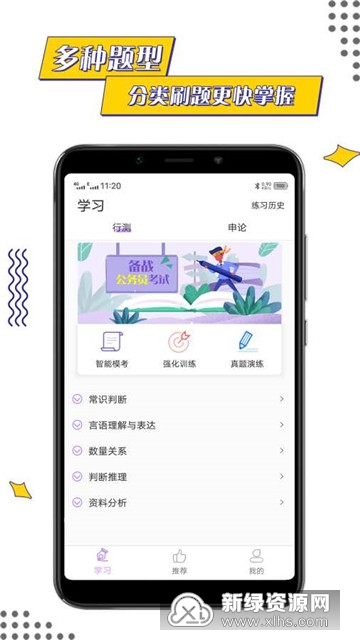 多种题型
分类刷题更快掌握
11:20
学习
练习历史
行测
申论
备战
公务员考试
智能模考
强化训练
真题演练
常识判断
言语理解与表达
数量关系
判断推理
资料分析
学习
推荐
我的
新绿资源网
www.xlhs.com